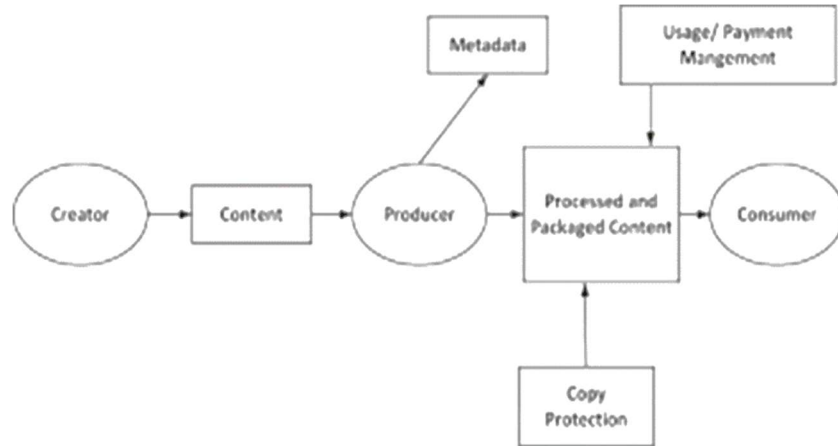 Metadata
Usage/ Payment
Mangement
Creator
Content
Producer
Processed and
Packaged Content
Consumer
Copy
Protection